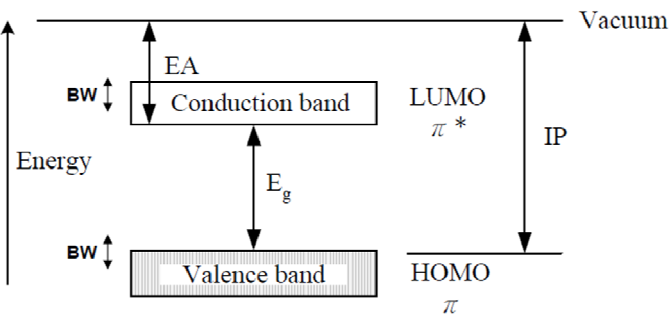 Vacuum
EA
BW
Conduction band
LUMO
π *
IP
Energy
E g
BW
Valence band
HOMO
π